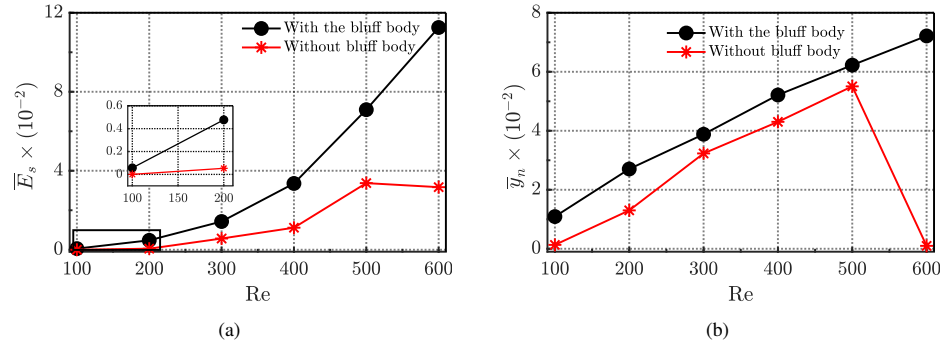 12
8
4
0
E̅_s × (10⁻²)
With the bluff body
Without bluff body
0.6
0.4
0.2
0
100 150 200
100 200 300 400 500 600
Re
(a)
8
6
4
2
0
y̅_n × (10⁻²)
With the bluff body
Without bluff body
100 200 300 400 500 600
Re
(b)